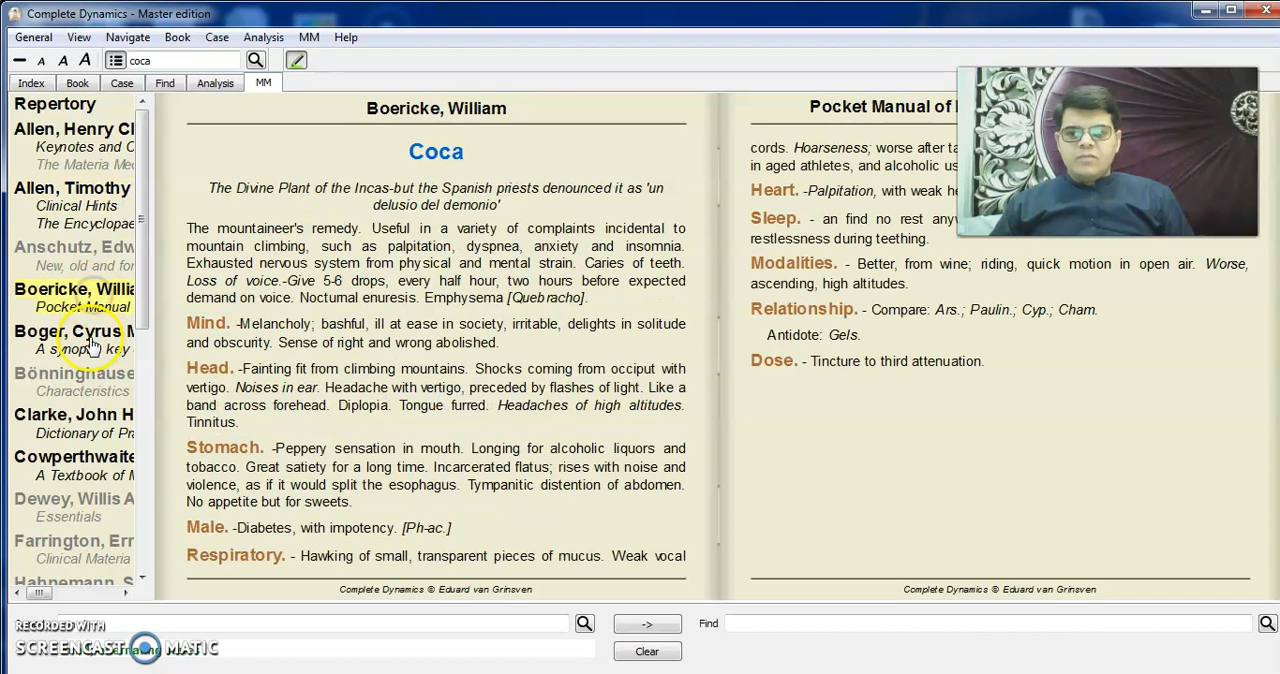 Complete Dynamics - Master edition
General View Navigate Book Case Analysis MM Help
A A A coca
Index Book Case Find Analysis MM
Repertory
Allen, Henry Cl
Keynotes and C
The Materia Med
Allen, Timothy
Clinical Hints
The Encyclopae
Anschutz, Edw
New, old and for
Boericke, Willia
Pocket Manual
Boger, Cyrus M
A synoptic key
Bönninghause
Characteristics
Clarke, John H
Dictionary of Pra
Cowperthwaite
A Textbook of M
Dewey, Willis A
Essentials
Farrington, Err
Clinical Materia
Hahnemann, S
Boericke, William
Coca
The Divine Plant of the Incas-but the Spanish priests denounced it as 'un
delusio del demonio'
The mountaineer's remedy. Useful in a variety of complaints incidental to
mountain climbing, such as palpitation, dyspnea, anxiety and insomnia.
Exhausted nervous system from physical and mental strain. Caries of teeth.
Loss of voice.-Give 5-6 drops, every half hour, two hours before expected
demand on voice. Nocturnal enuresis. Emphysema [Quebracho].
Mind. -Melancholy; bashful, ill at ease in society, irritable, delights in solitude
and obscurity. Sense of right and wrong abolished.
Head. -Fainting fit from climbing mountains. Shocks coming from occiput with
vertigo. Noises in ear. Headache with vertigo, preceded by flashes of light. Like a
band across forehead. Diplopia. Tongue furred. Headaches of high altitudes.
Tinnitus.
Stomach. -Peppery sensation in mouth. Longing for alcoholic liquors and
tobacco. Great satiety for a long time. Incarcerated flatus; rises with noise and
violence, as if it would split the esophagus. Tympanitic distention of abdomen.
No appetite but for sweets.
Male. -Diabetes, with impotency. [Ph-ac.]
Respiratory. - Hawking of small, transparent pieces of mucus. Weak vocal
Complete Dynamics © Eduard van Grinsven
Pocket Manual of
cords. Hoarseness; worse after ta
in aged athletes, and alcoholic us
Heart. -Palpitation, with weak he
Sleep. - an find no rest anyw
restlessness during teething.
Modalities. - Better, from wine; riding, quick motion in open air. Worse,
ascending, high altitudes.
Relationship. - Compare: Ars.; Paulin.; Cyp.; Cham.
Antidote: Gels.
Dose. - Tincture to third attenuation.
Complete Dynamics © Eduard van Grinsven
-> Find
Clear
RECORDED WITH
SCREENCAST MATIC